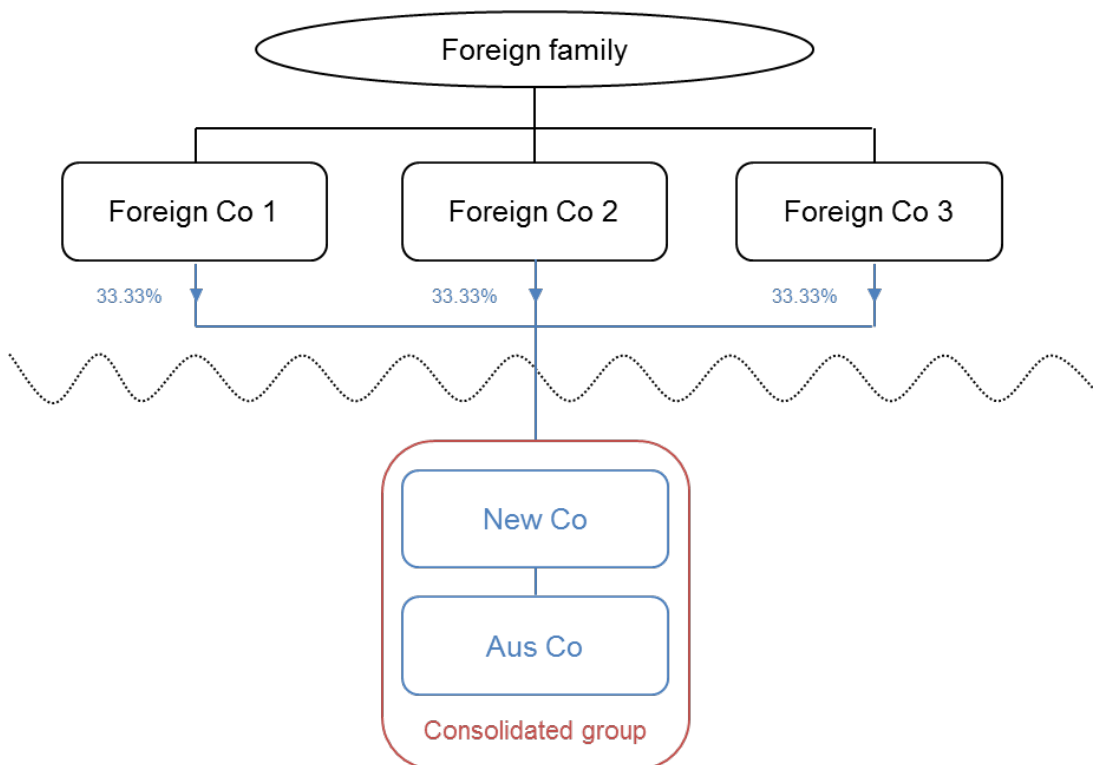 Foreign family
Foreign Co 1
Foreign Co 2
Foreign Co 3
33.33%
33.33%
33.33%
New Co
Aus Co
Consolidated group